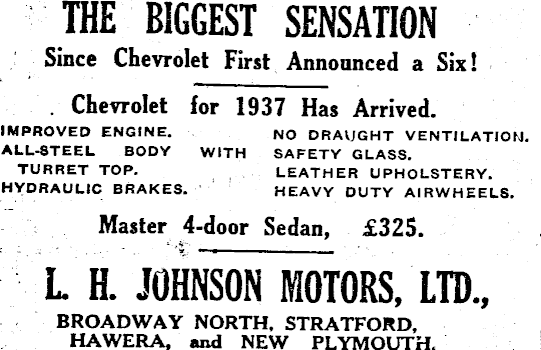 THE BIGGEST SENSATION
Since Chevrolet First Announced a Six!
Chevrolet for 1937 Has Arrived.
IMPROVED ENGINE.
ALL-STEEL BODY WITH
TURRET TOP.
HYDRAULIC BRAKES.
NO DRAUGHT VENTILATION.
SAFETY GLASS.
LEATHER UPHOLSTERY.
HEAVY DUTY AIRWHEELS.
Master 4-door Sedan, £325.
L. H. JOHNSON MOTORS, LTD.,
BROADWAY NORTH, STRATFORD,
HAWERA, and NEW PLYMOUTH.